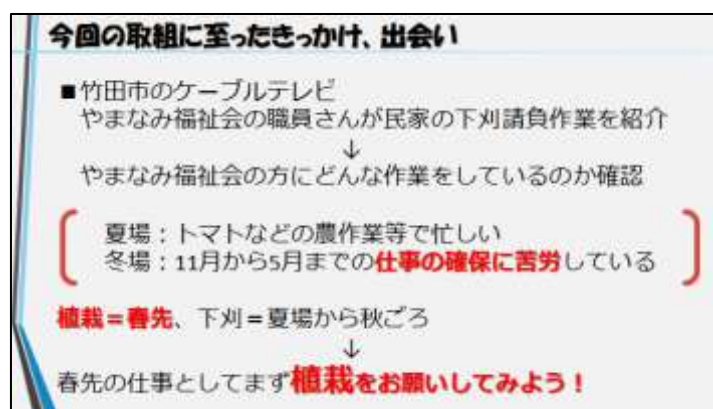 今回の取組に至ったきっかけ、出会い
■竹田市のケーブルテレビ
やまなみ福祉会の職員さんが民家の下刈請負作業を紹介
↓
やまなみ福祉会の方にどんな作業をしているのか確認
夏場：トマトなどの農作業等で忙しい
冬場：11月から5月までの仕事の確保に苦労している
植栽＝春先、下刈＝夏場から秋ごろ
↓
春先の仕事としてまず植栽をお願いしてみよう！